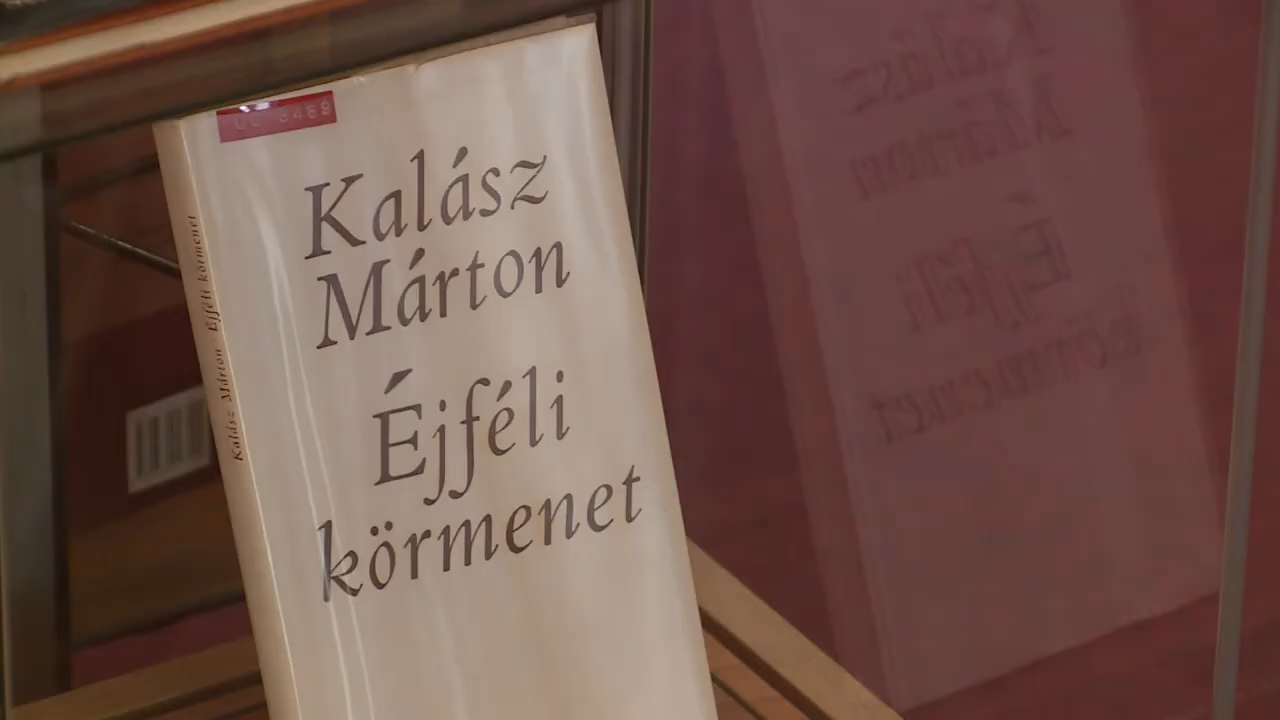 Kalász
Márton
Éjféli
körmenet
Kalász Márton · Éjféli körmenet